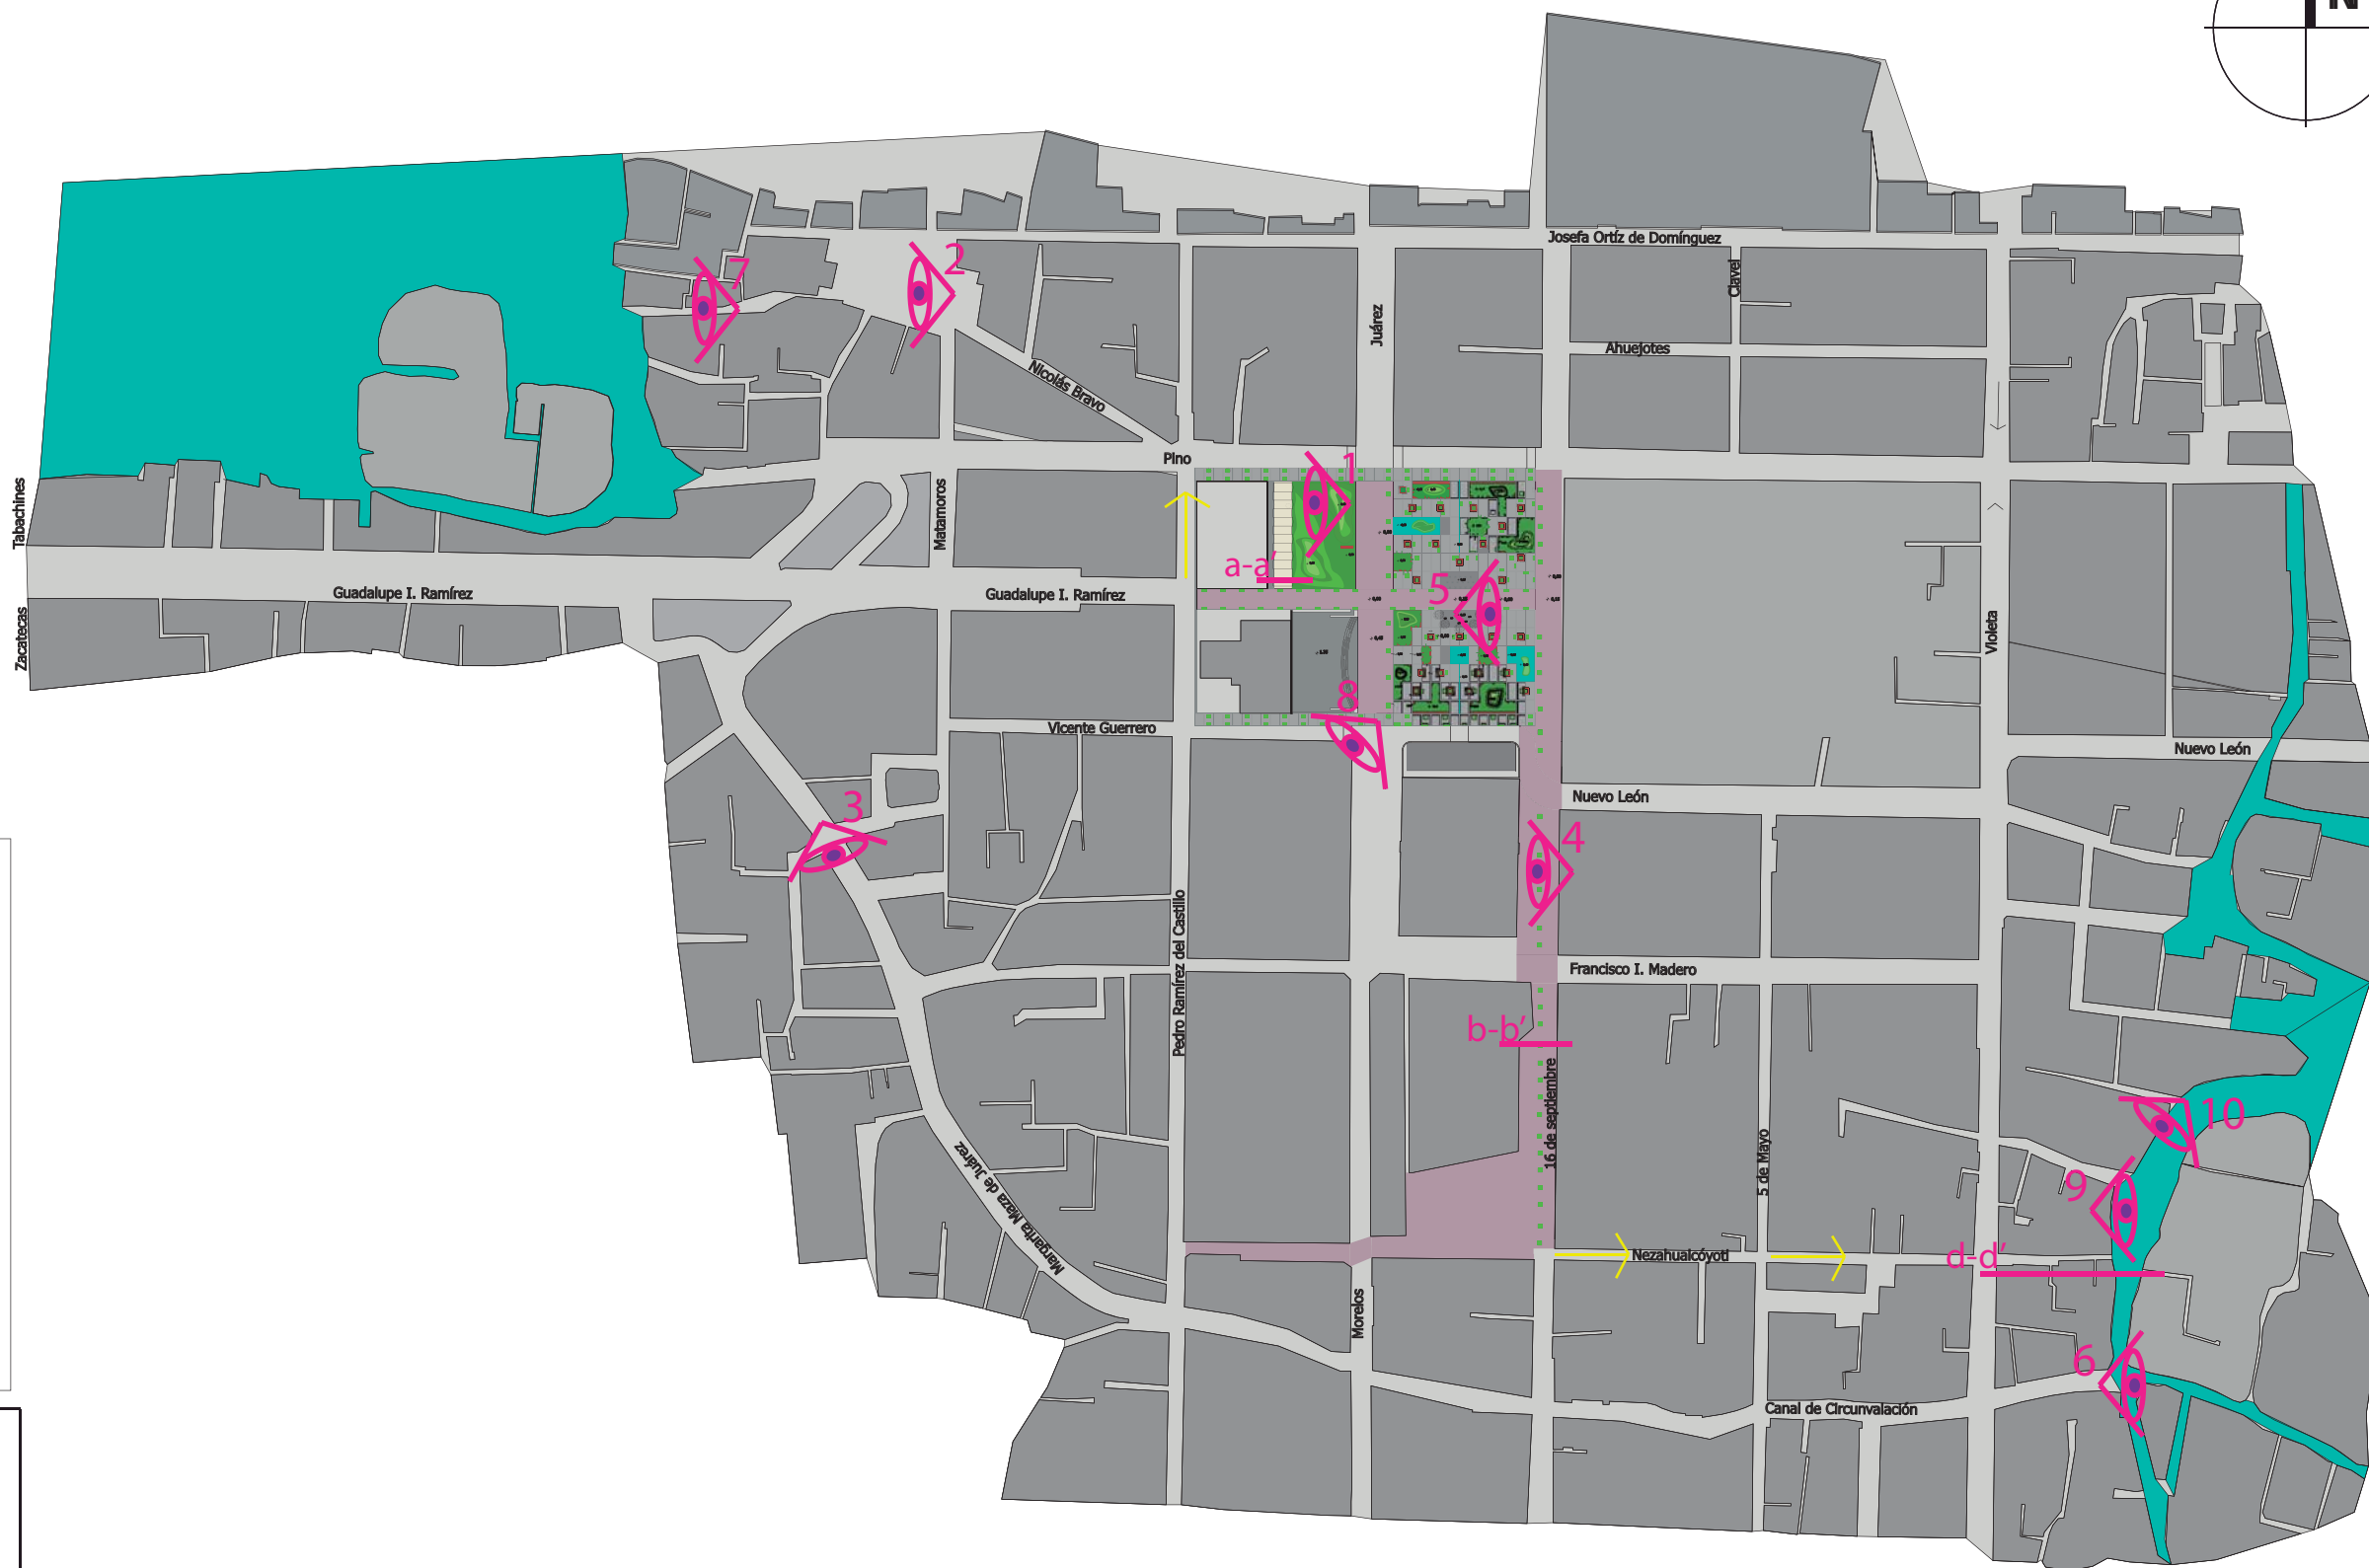 N
Josefa Ortíz de Domínguez
7
2
Clavel
Juárez
Ahuejotes
Nicolás Bravo
Pino
1
Tabachines
Matamoros
a-a'
5
Guadalupe I. Ramírez
Guadalupe I. Ramírez
Zacatecas
Violeta
8
Vicente Guerrero
Nuevo León
Nuevo León
3
4
Pedro Ramírez del Castillo
Francisco I. Madero
b-b'
16 de septiembre
10
5 de Mayo
Margarita Maza de Juárez
9
Nezahualcóyotl
d-d'
Morelos
6
Canal de Circunvalación